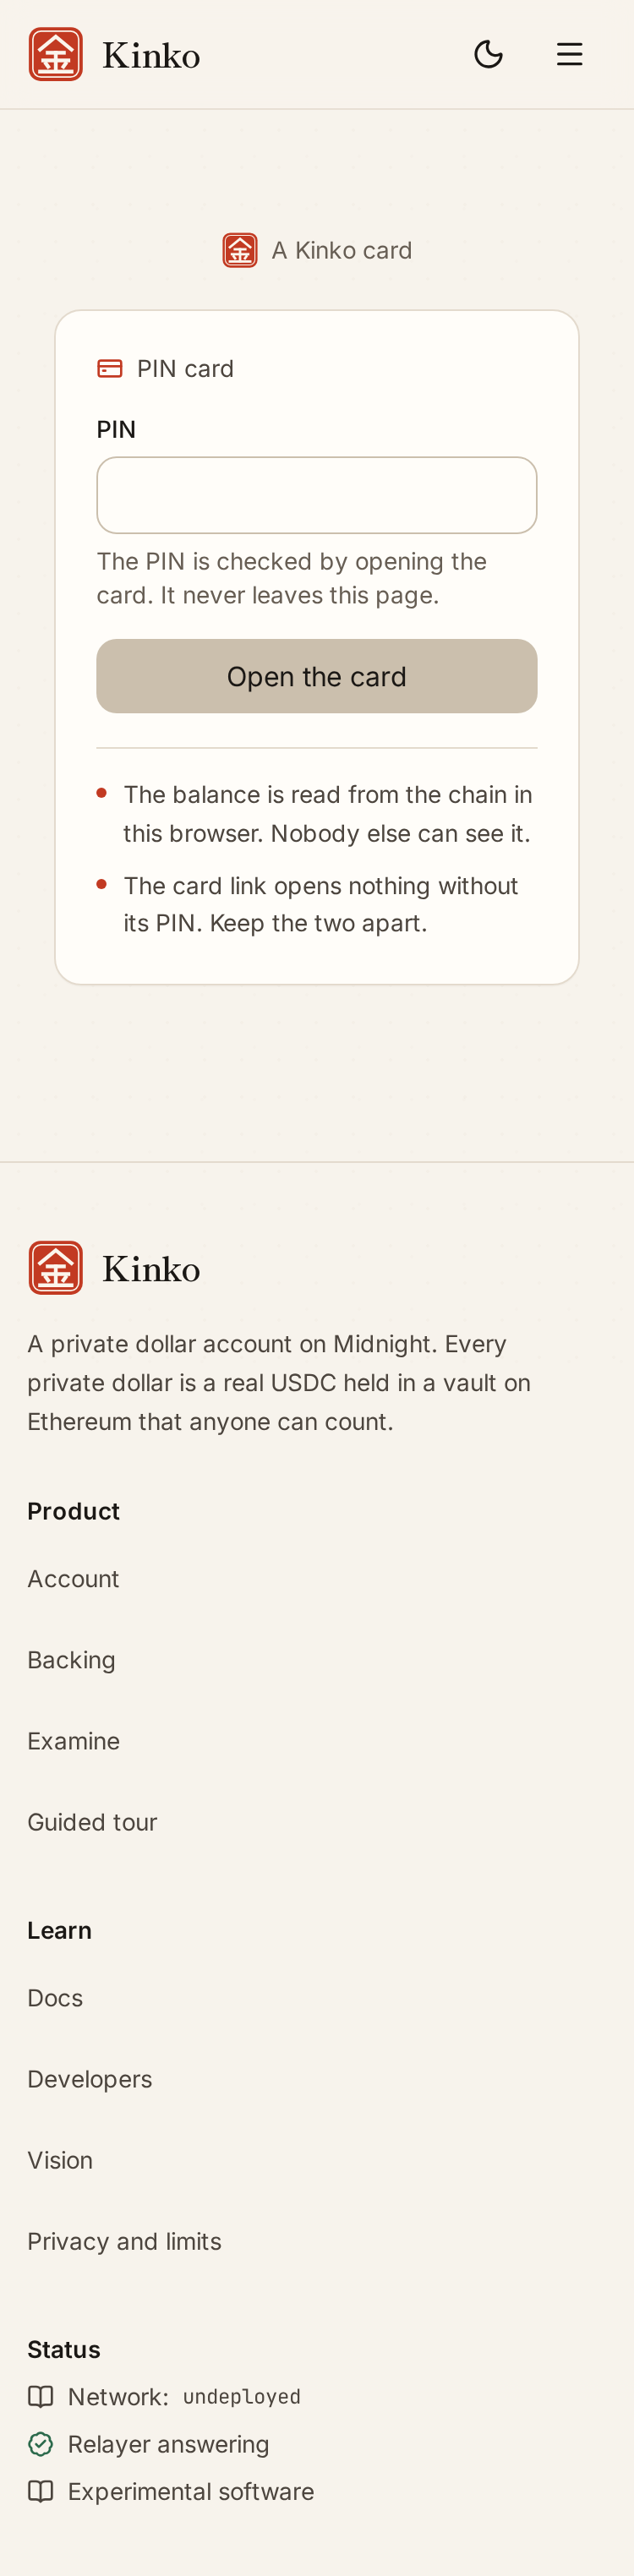 金 Kinko
金 A Kinko card
PIN card
PIN
The PIN is checked by opening the
card. It never leaves this page.
Open the card
The balance is read from the chain in
this browser. Nobody else can see it.
The card link opens nothing without
its PIN. Keep the two apart.
金 Kinko
A private dollar account on Midnight. Every
private dollar is a real USDC held in a vault on
Ethereum that anyone can count.
Product
Account
Backing
Examine
Guided tour
Learn
Docs
Developers
Vision
Privacy and limits
Status
Network: undeployed
Relayer answering
Experimental software